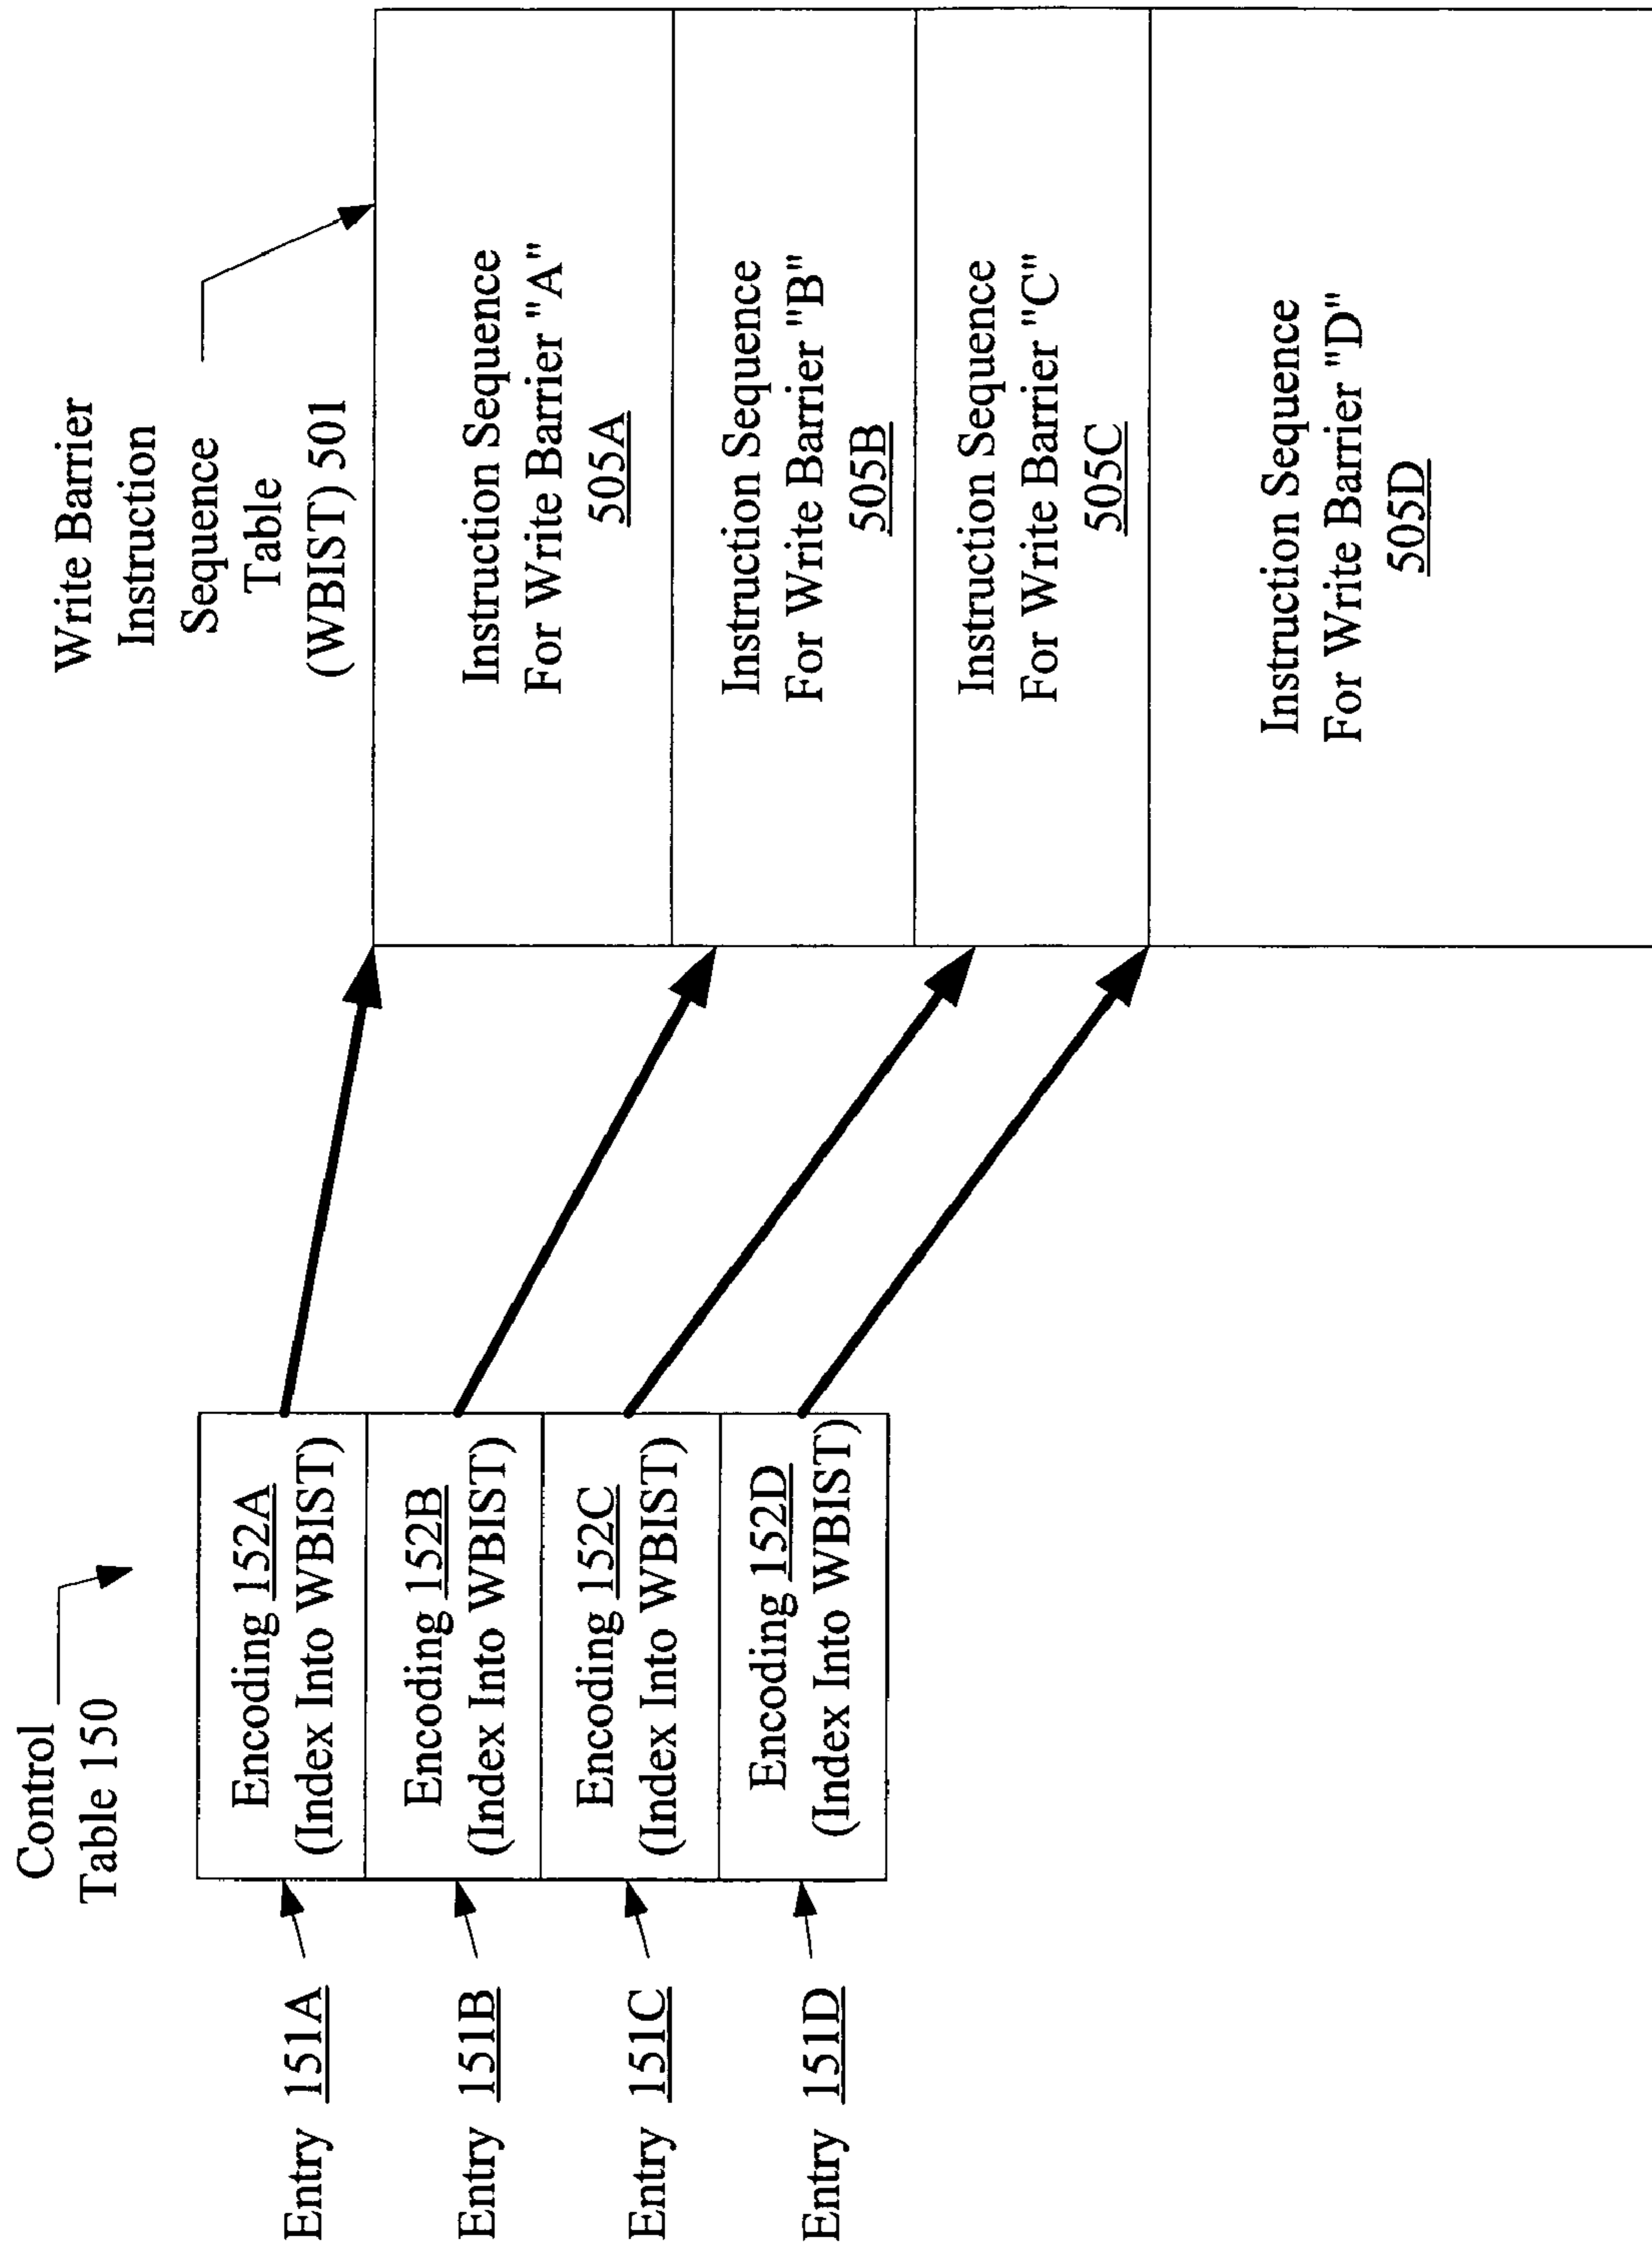 Control
Table 150
Entry 151A
Encoding 152A
(Index Into WBIST)
Entry 151B
Encoding 152B
(Index Into WBIST)
Entry 151C
Encoding 152C
(Index Into WBIST)
Entry 151D
Encoding 152D
(Index Into WBIST)
Write Barrier
Instruction
Sequence
Table
(WBIST) 501
Instruction Sequence
For Write Barrier "A"
505A
Instruction Sequence
For Write Barrier "B"
505B
Instruction Sequence
For Write Barrier "C"
505C
Instruction Sequence
For Write Barrier "D"
505D